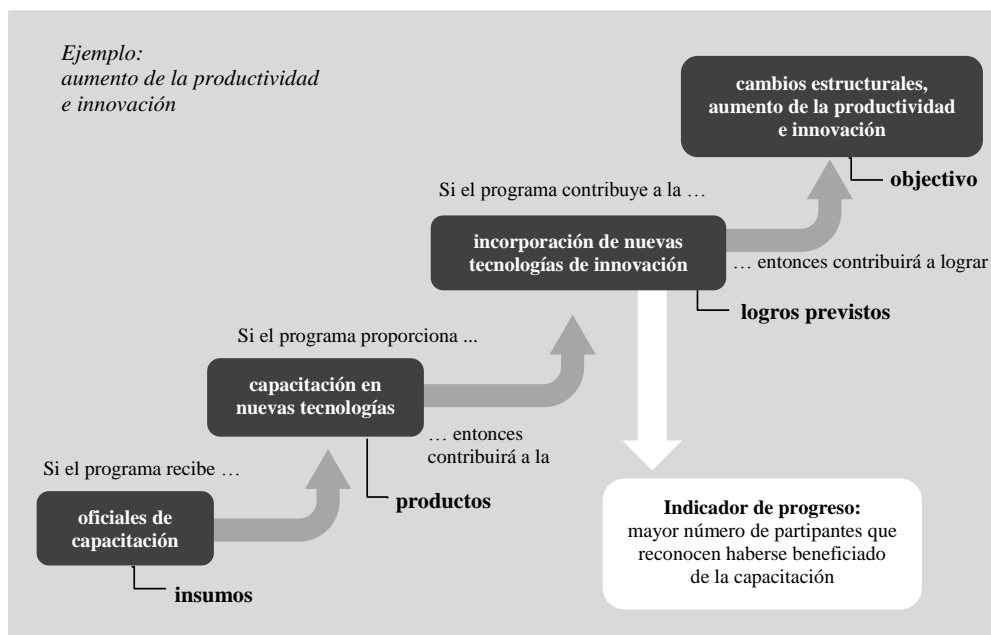 Ejemplo:
aumento de la productividad
e innovación
cambios estructurales,
aumento de la productividad
e innovación
objectivo
Si el programa contribuye a la …
incorporación de nuevas
tecnologías de innovación
… entonces contribuirá a lograr
logros previstos
Si el programa proporciona ...
capacitación en
nuevas tecnologías
… entonces
contribuirá a la
productos
Si el programa recibe …
oficiales de
capacitación
insumos
Indicador de progreso:
mayor número de partipantes que
reconocen haberse beneficiado
de la capacitación